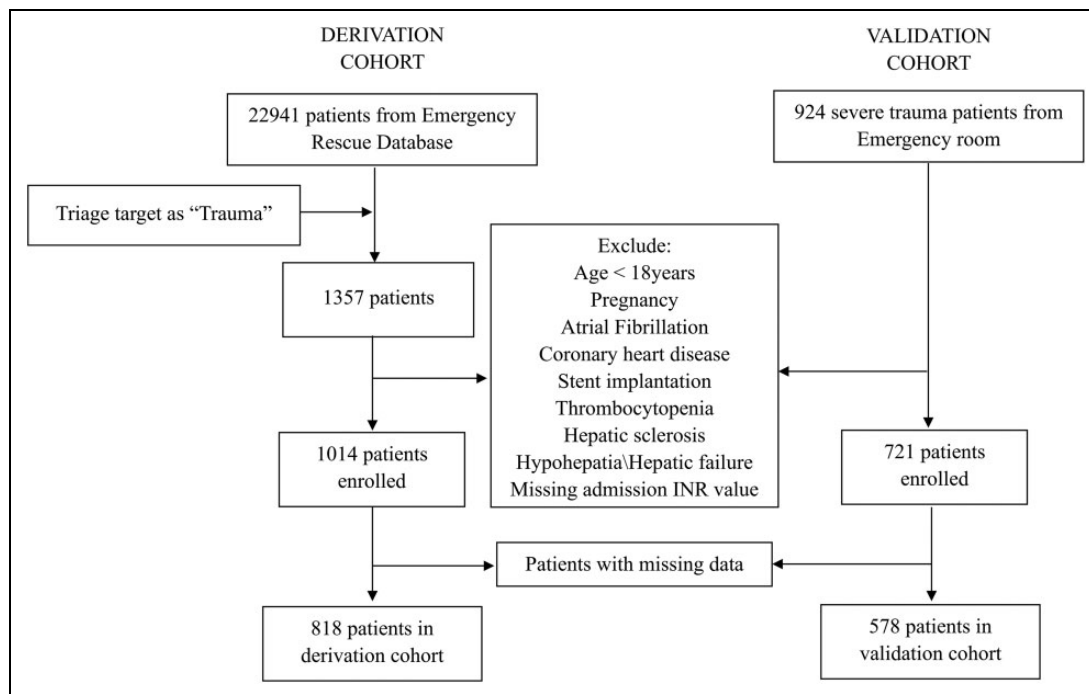 DERIVATION
COHORT
VALIDATION
COHORT
22941 patients from Emergency
Rescue Database
924 severe trauma patients from
Emergency room
Triage target as “Trauma”
1357 patients
Exclude:
Age < 18years
Pregnancy
Atrial Fibrillation
Coronary heart disease
Stent implantation
Thrombocytopenia
Hepatic sclerosis
Hypohepatia\Hepatic failure
Missing admission INR value
1014 patients
enrolled
721 patients
enrolled
Patients with missing data
818 patients in
derivation cohort
578 patients in
validation cohort